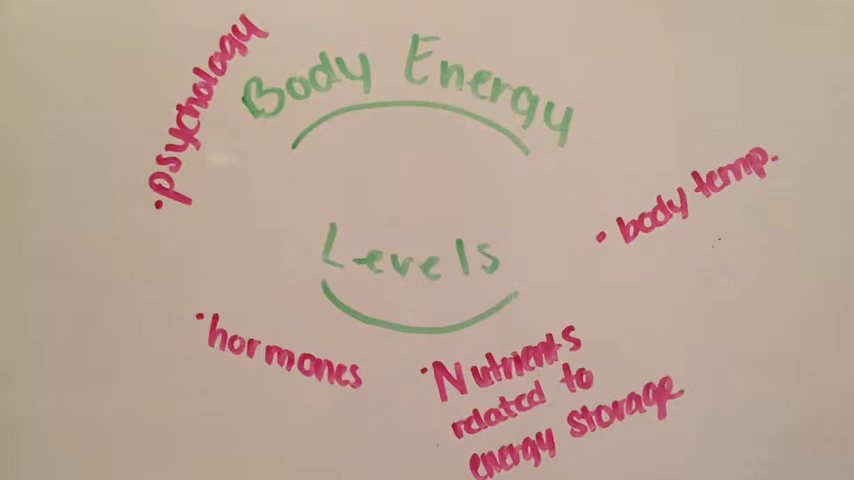 Body Energy
Levels
• psychology
• body temp.
• hormones
• Nutrients
related to
energy storage